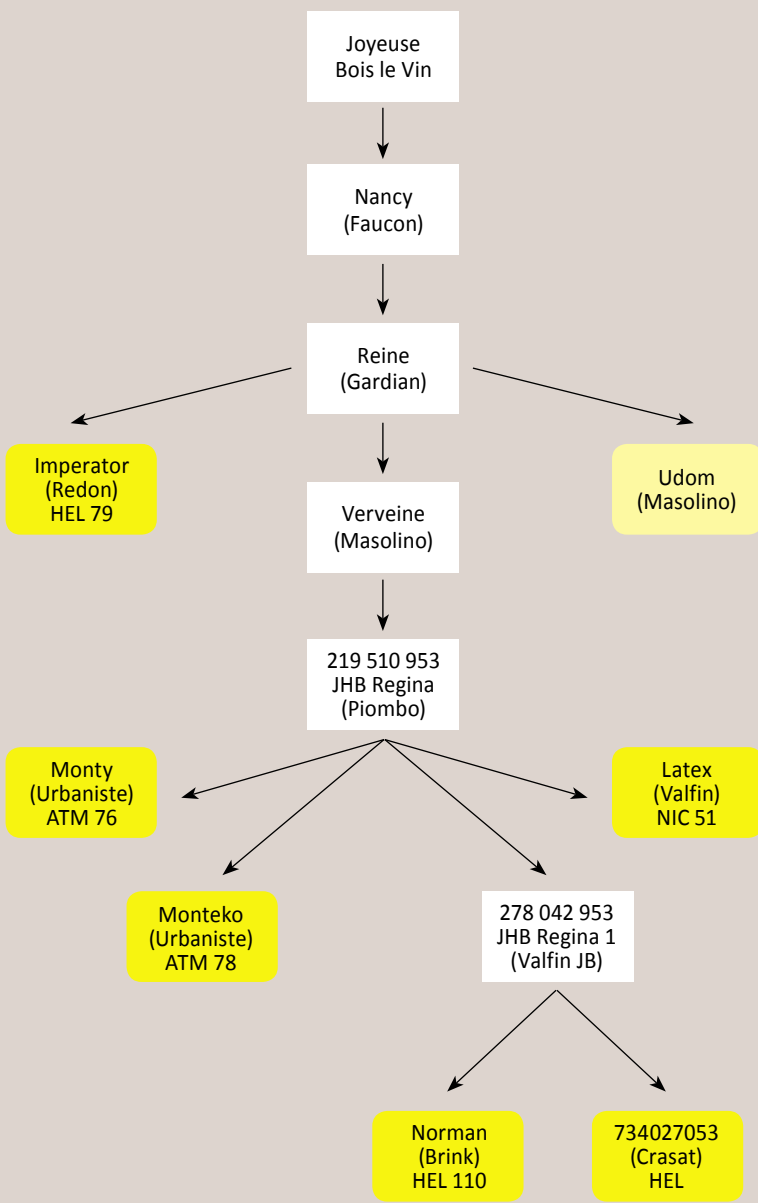 Joyeuse
Bois le Vin
Nancy
(Faucon)
Reine
(Gardian)
Imperator
(Redon)
HEL 79
Verveine
(Masolino)
Udom
(Masolino)
219 510 953
JHB Regina
(Piombo)
Monty
(Urbaniste)
ATM 76
Latex
(Valfin)
NIC 51
Monteko
(Urbaniste)
ATM 78
278 042 953
JHB Regina 1
(Valfin JB)
Norman
(Brink)
HEL 110
734027053
(Crasat)
HEL